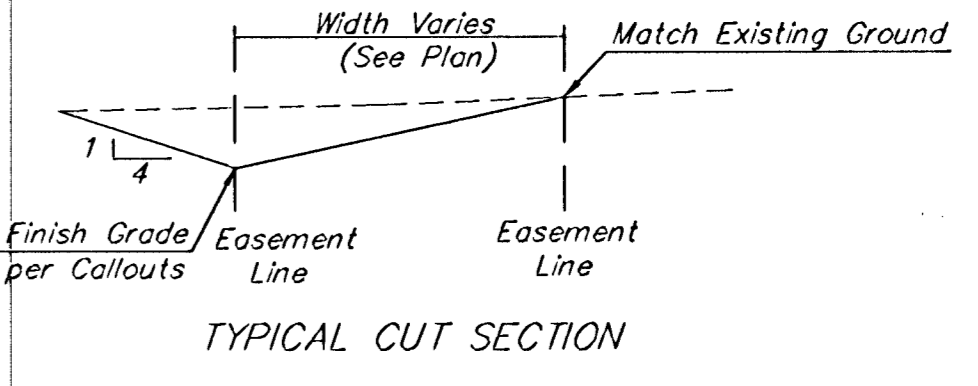 Width Varies
(See Plan)
Match Existing Ground
1
4
Finish Grade
per Callouts
Easement
Line
Easement
Line
TYPICAL CUT SECTION